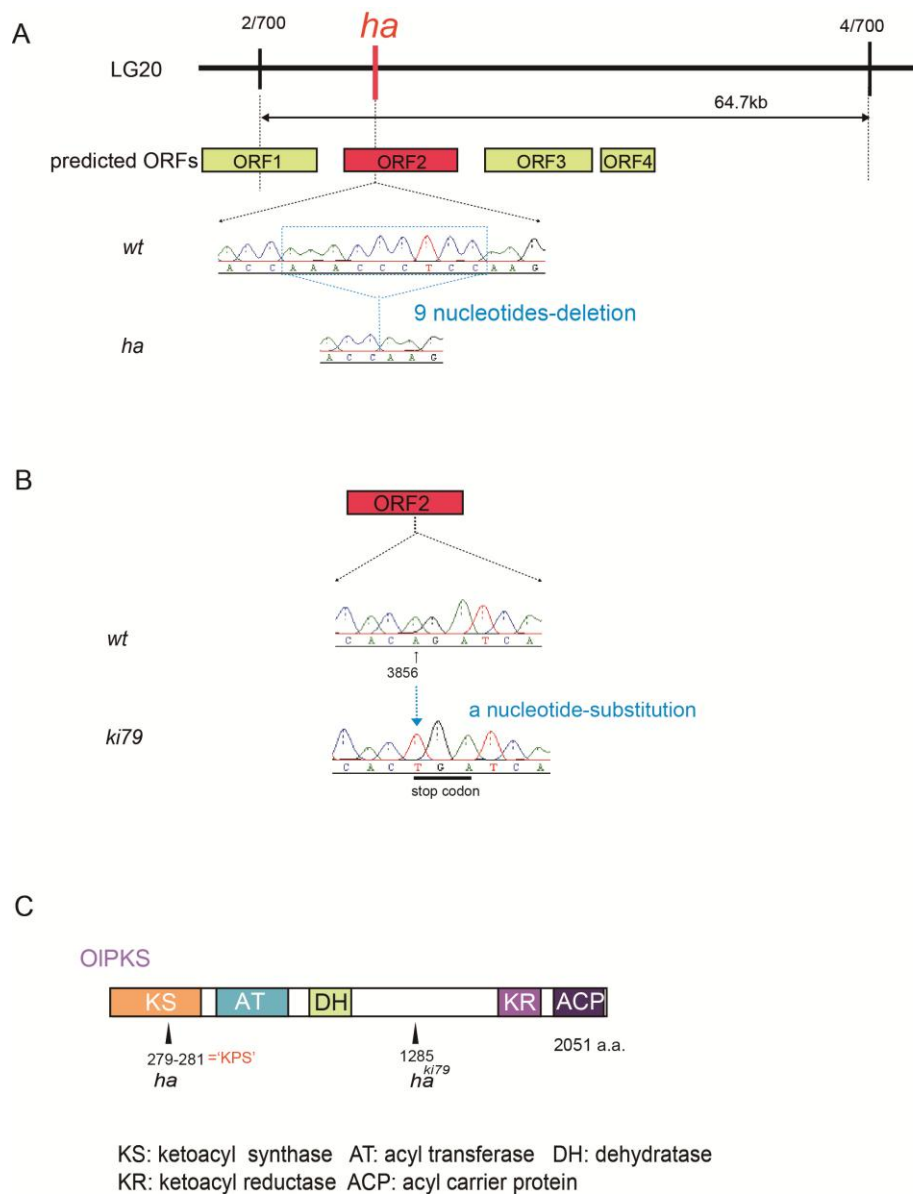 A
2/700
ha
4/700
LG20
64.7kb
predicted ORFs
ORF1
ORF2
ORF3
ORF4
wt
A C C A A A C C C T C C A A G
9 nucleotides-deletion
ha
A C C A A G
B
ORF2
wt
C A C A G A T C A
3856
a nucleotide-substitution
ki79
C A C T G A T C A
stop codon
C
OlPKS
KS AT DH KR ACP
279-281 ='KPS'
1285
2051 a.a.
ha
ha ki79
KS: ketoacyl synthase AT: acyl transferase DH: dehydratase
KR: ketoacyl reductase ACP: acyl carrier protein